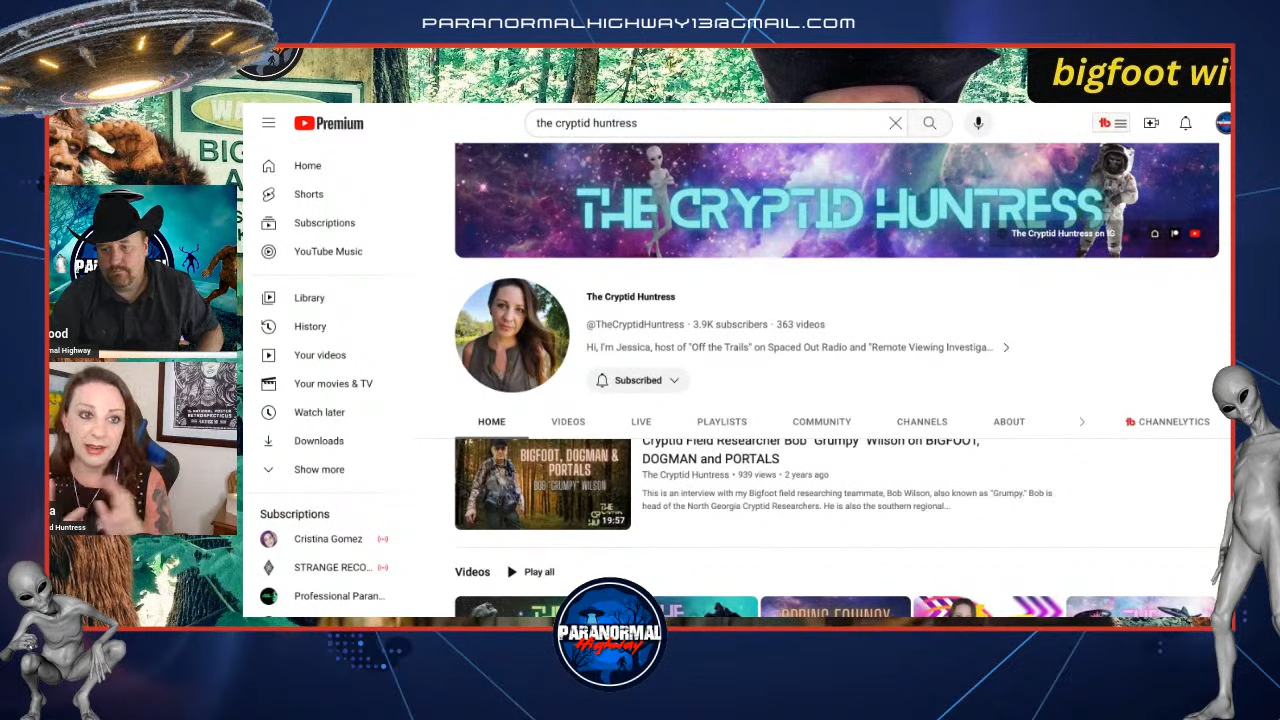 PARANORMALHIGHWAY13@GMAIL.COM
bigfoot wi
Premium
the cryptid huntress
Home
Shorts
Subscriptions
YouTube Music
Library
History
Your videos
Your movies & TV
Watch later
Downloads
Show more
Subscriptions
Cristina Gomez
STRANGE RECO...
Professional Paran...
THE CRYPTID HUNTRESS
The Cryptid Huntress on IG
The Cryptid Huntress
@TheCryptidHuntress · 3.9K subscribers · 363 videos
Hi, I'm Jessica, host of "Off the Trails" on Spaced Out Radio and "Remote Viewing Investiga...
Subscribed
HOME VIDEOS LIVE PLAYLISTS COMMUNITY CHANNELS ABOUT CHANNELYTICS
BIGFOOT, DOGMAN &
PORTALS
BOB "GRUMPY" WILSON
19:57
Cryptid Field Researcher Bob "Grumpy" Wilson on BIGFOOT,
DOGMAN and PORTALS
The Cryptid Huntress • 939 views • 2 years ago
This is an interview with my Bigfoot field researching teammate, Bob Wilson, also known as "Grumpy." Bob is
head of the North Georgia Cryptid Researchers. He is also the southern regional...
Videos Play all
ood
mal Highway
a
d Huntress
PARANORMAL
Highway